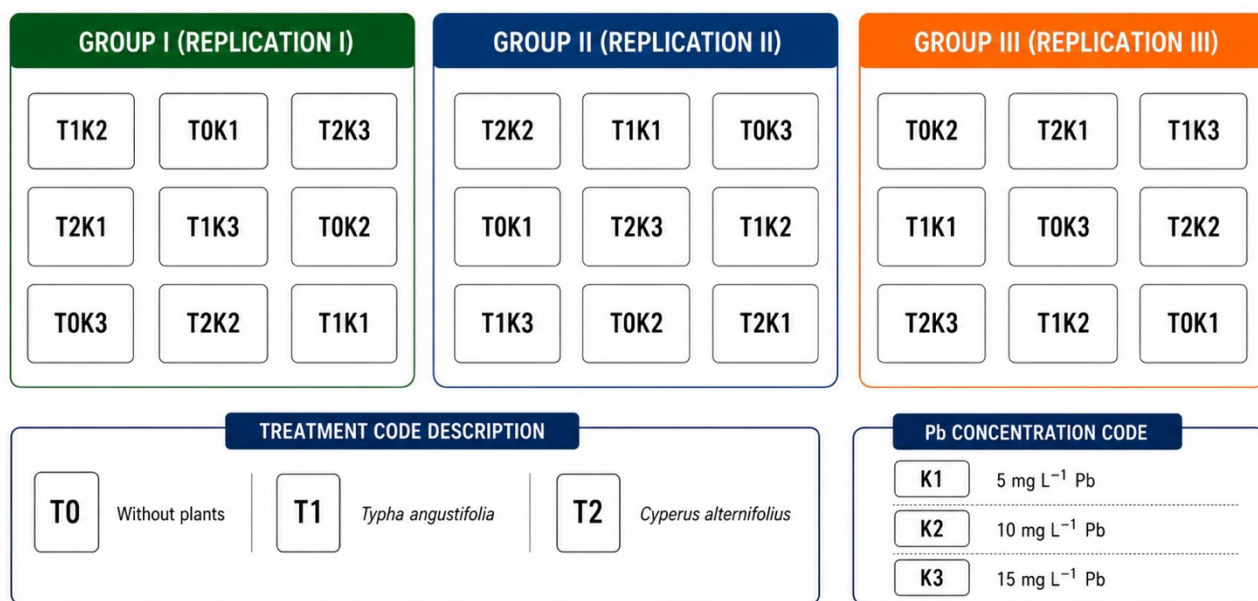 GROUP I (REPLICATION I)
T1K2 T0K1 T2K3
T2K1 T1K3 T0K2
T0K3 T2K2 T1K1
GROUP II (REPLICATION II)
T2K2 T1K1 T0K3
T0K1 T2K3 T1K2
T1K3 T0K2 T2K1
GROUP III (REPLICATION III)
T0K2 T2K1 T1K3
T1K1 T0K3 T2K2
T2K3 T1K2 T0K1
TREATMENT CODE DESCRIPTION
T0 Without plants
T1 Typha angustifolia
T2 Cyperus alternifolius
Pb CONCENTRATION CODE
K1 5 mg L⁻¹ Pb
K2 10 mg L⁻¹ Pb
K3 15 mg L⁻¹ Pb